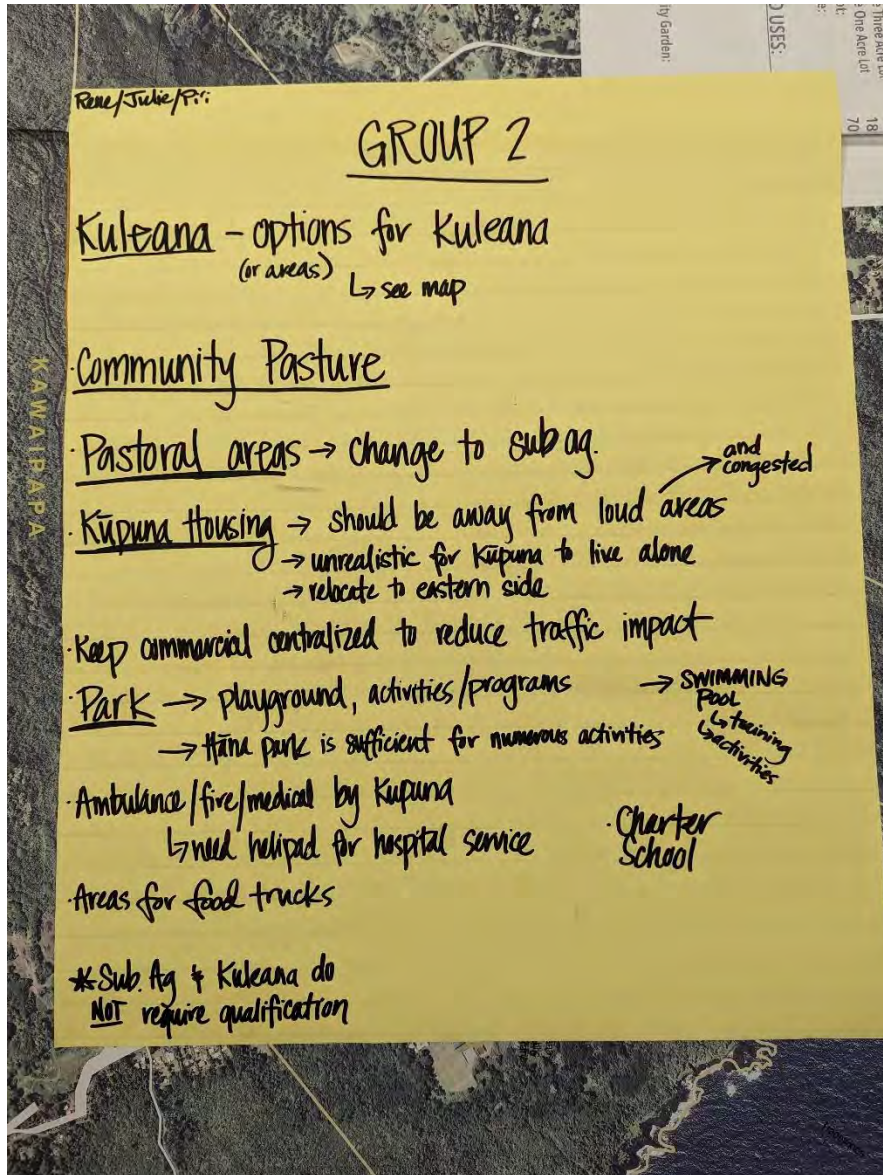 ity Garden:
D USES:
e Three Acre Lot
e One Acre Lot
18
70
KAWAIPAPA
Rene/Julie/Pi'i
GROUP 2
Kuleana - options for Kuleana
(or areas)
↳ see map
·Community Pasture
·Pastoral areas → change to sub ag.
·Kūpuna Housing → should be away from loud areas → and congested
→ unrealistic for Kūpuna to live alone
→ relocate to eastern side
·Keep commercial centralized to reduce traffic impact
·Park → playground, activities/programs
→ Hāna park is sufficient for numerous activities
→ SWIMMING
POOL
↳ training
↳ activities
·Ambulance/fire/medical by Kupuna
↳ need helipad for hospital service
·Charter
School
·Areas for food trucks
*Sub. Ag & Kuleana do
NOT require qualification